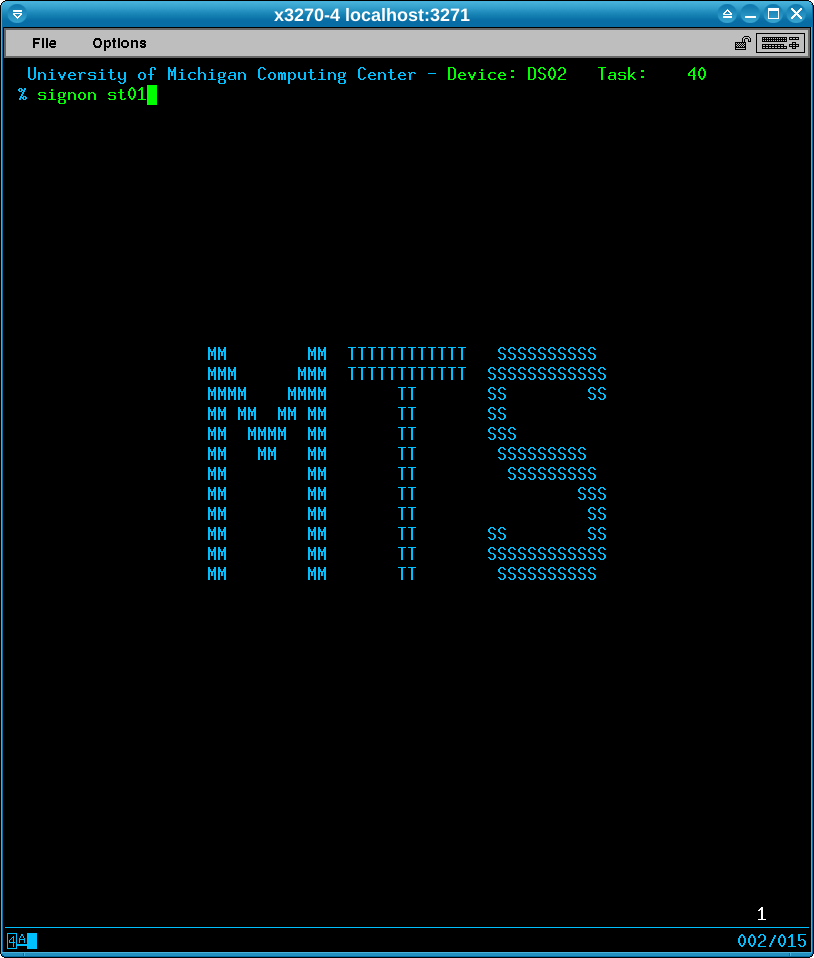 x3270-4 localhost:3271
File Options
University of Michigan Computing Center - Device: DS02   Task:    40
% signon st01
MM        MM  TTTTTTTTTTTT   SSSSSSSSSS
MMM      MMM  TTTTTTTTTTTT  SSSSSSSSSSSS
MMMM    MMMM       TT       SS        SS
MM MM  MM MM       TT       SS
MM  MMMM  MM       TT       SSS
MM   MM   MM       TT        SSSSSSSSS
MM        MM       TT         SSSSSSSSS
MM        MM       TT                SSS
MM        MM       TT                 SS
MM        MM       TT       SS        SS
MM        MM       TT       SSSSSSSSSSSS
MM        MM       TT        SSSSSSSSSS
1
4A 002/015